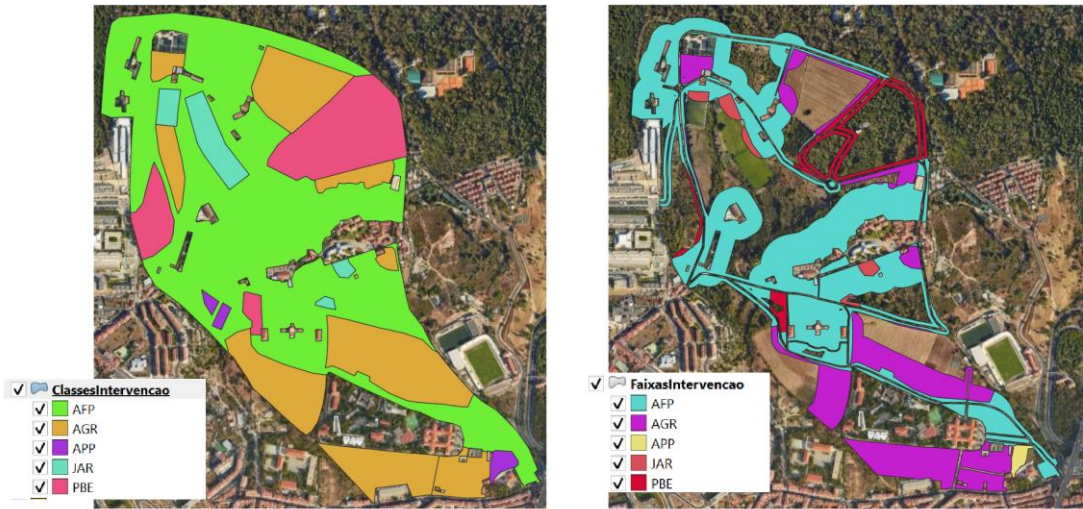 ClassesIntervencao
AFP
AGR
APP
JAR
PBE
FaixasIntervencao
AFP
AGR
APP
JAR
PBE